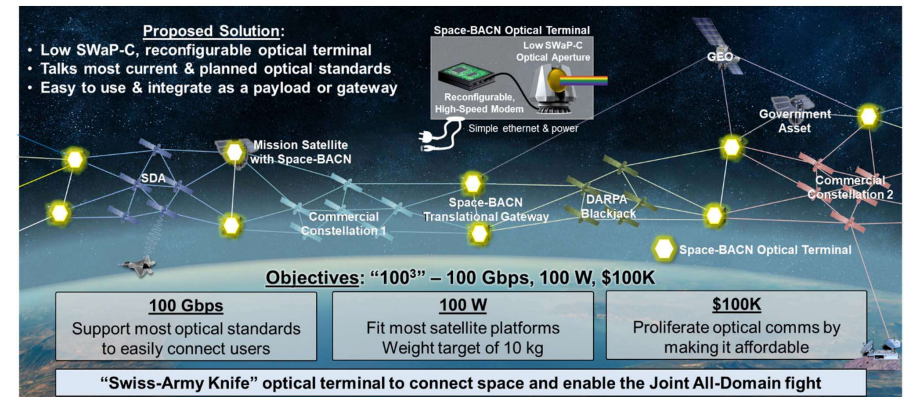 Proposed Solution:
• Low SWaP-C, reconfigurable optical terminal
• Talks most current & planned optical standards
• Easy to use & integrate as a payload or gateway
Space-BACN Optical Terminal
Low SWaP-C
Optical Aperture
Reconfigurable,
High-Speed Modem
Simple ethernet & power
GEO
Government
Asset
Mission Satellite
with Space-BACN
SDA
Commercial
Constellation 1
Space-BACN
Translational Gateway
DARPA
Blackjack
Commercial
Constellation 2
Space-BACN Optical Terminal
Objectives: “100³” – 100 Gbps, 100 W, $100K
100 Gbps
Support most optical standards
to easily connect users
100 W
Fit most satellite platforms
Weight target of 10 kg
$100K
Proliferate optical comms by
making it affordable
“Swiss-Army Knife” optical terminal to connect space and enable the Joint All-Domain fight